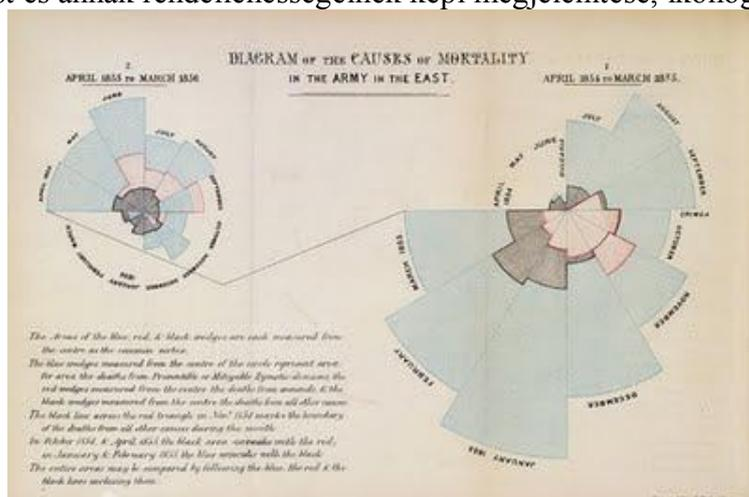 és annak rendellenességeinek képi megjelenítése,
DIAGRAM OF THE CAUSES OF MORTALITY
IN THE ARMY IN THE EAST.
2.
APRIL 1855 TO MARCH 1856
1.
APRIL 1854 TO MARCH 1855.
APRIL 1855
MAY
JUNE
JULY
AUGUST
SEPTEMBER
OCTOBER
NOVEMBER
DECEMBER
1856
JANUARY
FEBRUARY
MARCH
APRIL 1854
MAY
JUNE
JULY
AUGUST
SEPTEMBER
CRIMEA
OCTOBER
NOVEMBER
DECEMBER
JANUARY 1855
FEBRUARY
MARCH 1855
The Areas of the blue, red, & black wedges are each measured from
the centre as the common vertex.
The blue wedges measured from the centre of the circle represent area
for area the deaths from Preventible or Mitigable Zymotic diseases, the
red wedges measured from the centre the deaths from wounds, & the
black wedges measured from the centre the deaths from all other causes.
The black line across the red triangle in Nov.r 1854 marks the boundary
of the deaths from all other causes during the month.
In October 1854, & April 1855, the black area coincides with the red,
in January & February 1855, the blue coincides with the black.
The entire areas may be compared by following the blue, the red & the
black lines enclosing them.